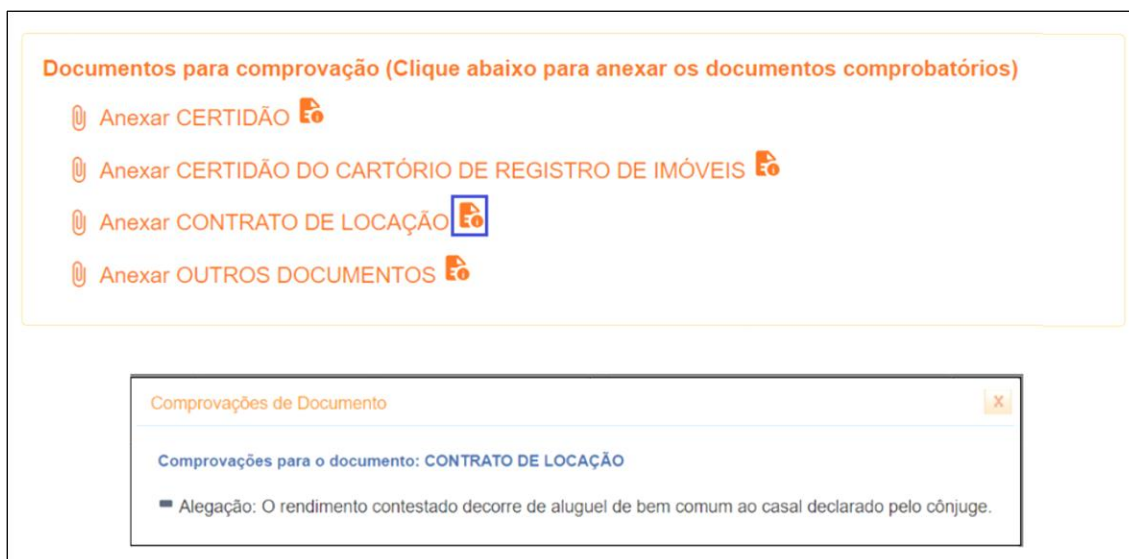 Documentos para comprovação (Clique abaixo para anexar os documentos comprobatórios)
Anexar CERTIDÃO
Anexar CERTIDÃO DO CARTÓRIO DE REGISTRO DE IMÓVEIS
Anexar CONTRATO DE LOCAÇÃO
Anexar OUTROS DOCUMENTOS
Comprovações de Documento
X
Comprovações para o documento: CONTRATO DE LOCAÇÃO
Alegação: O rendimento contestado decorre de aluguel de bem comum ao casal declarado pelo cônjuge.